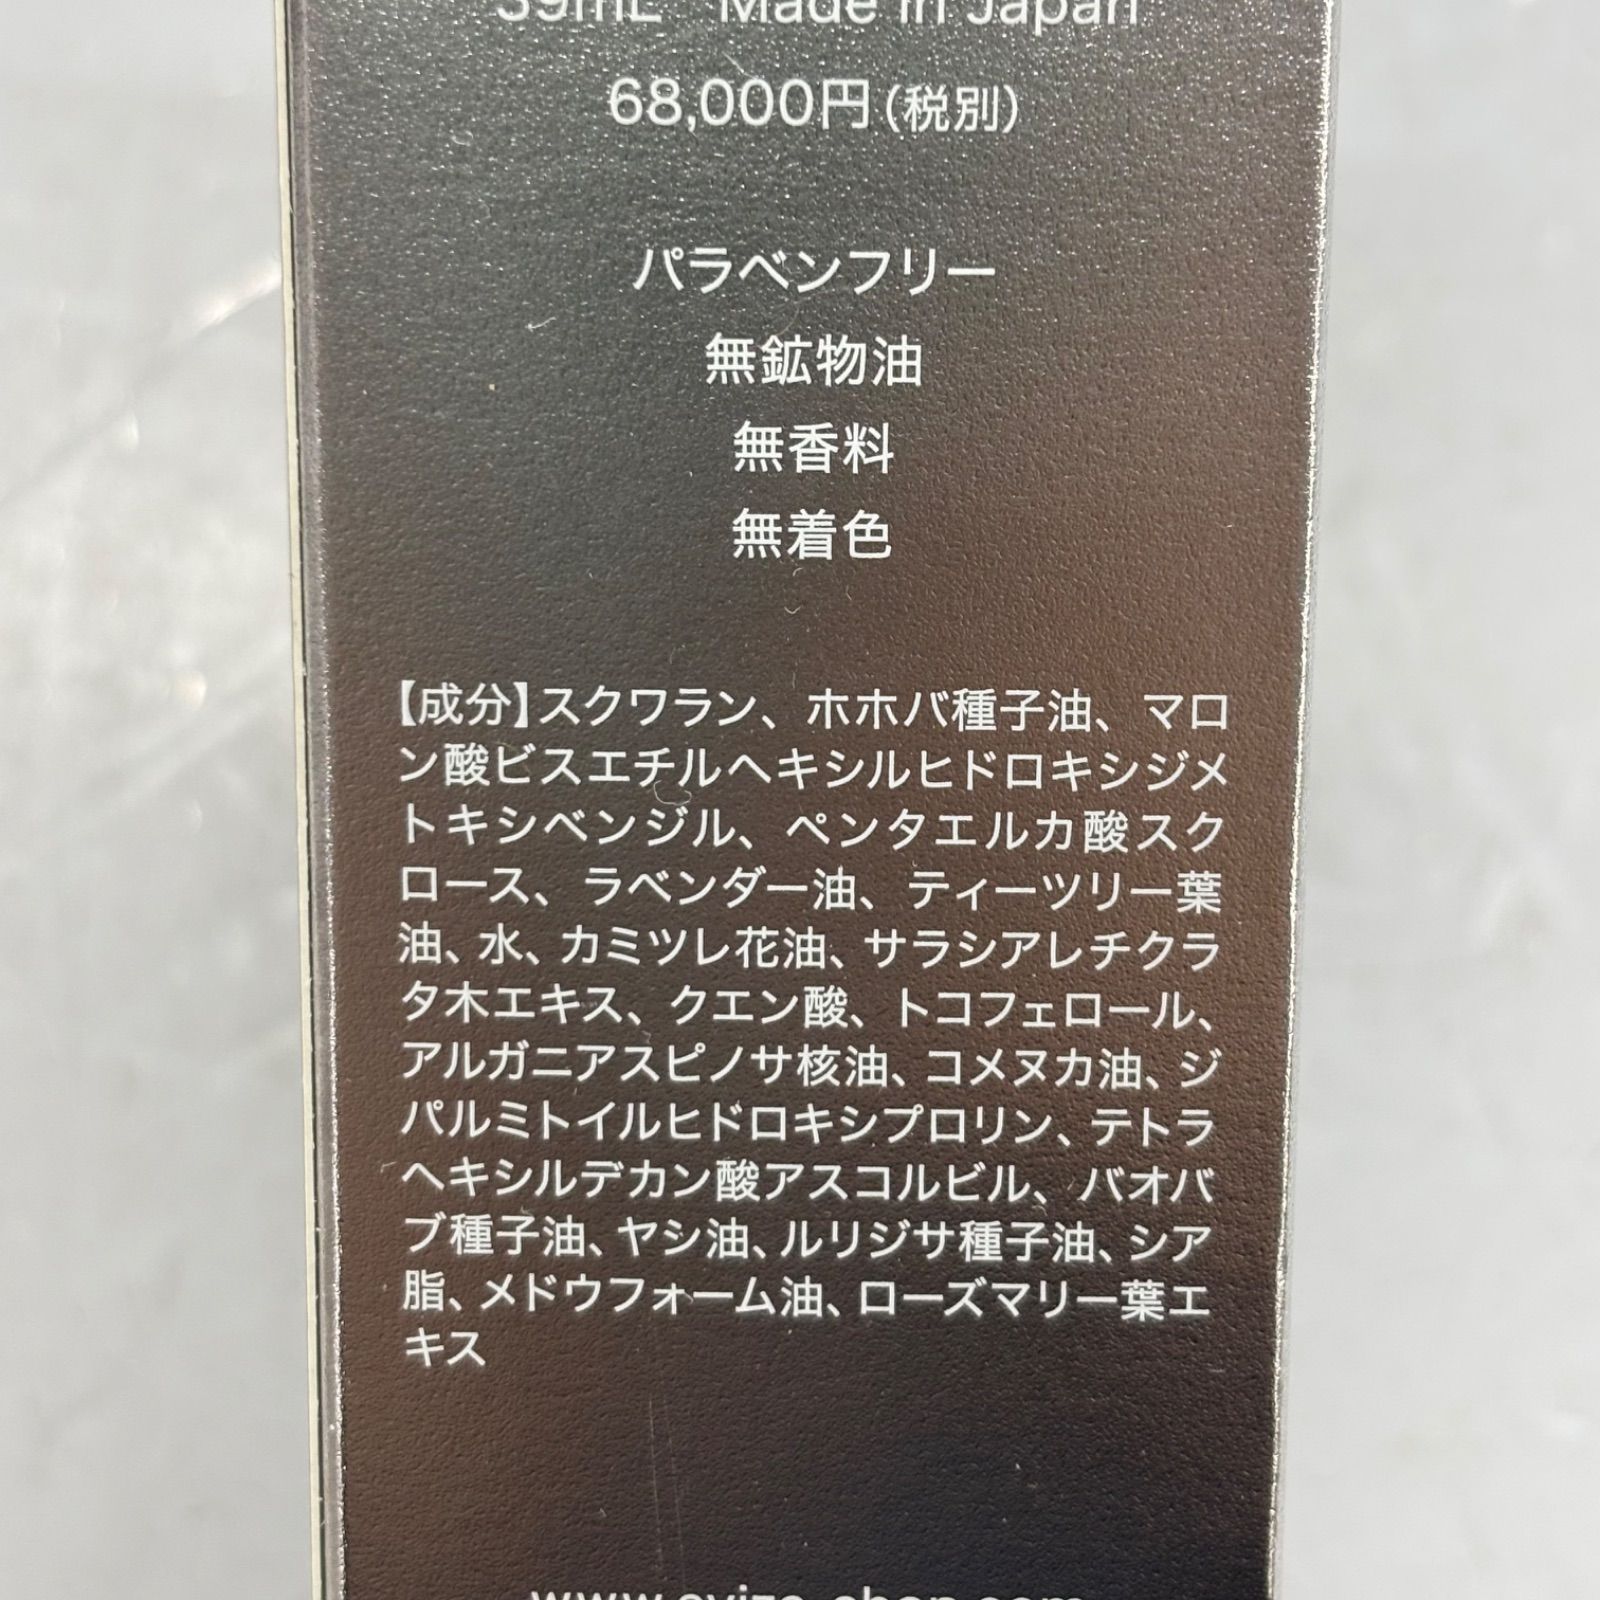 39mL Made in Japan
68,000円(税別)
パラベンフリー
無鉱物油
無香料
無着色
【成分】スクワラン、ホホバ種子油、マロ
ン酸ビスエチルヘキシルヒドロキシジメ
トキシベンジル、ペンタエルカ酸スク
ロース、ラベンダー油、ティーツリー葉
油、水、カミツレ花油、サラシアレチクラ
タ木エキス、クエン酸、トコフェロール、
アルガニアスピノサ核油、コメヌカ油、ジ
パルミトイルヒドロキシプロリン、テトラ
ヘキシルデカン酸アスコルビル、バオバ
ブ種子油、ヤシ油、ルリジサ種子油、シア
脂、メドウフォーム油、ローズマリー葉エ
キス